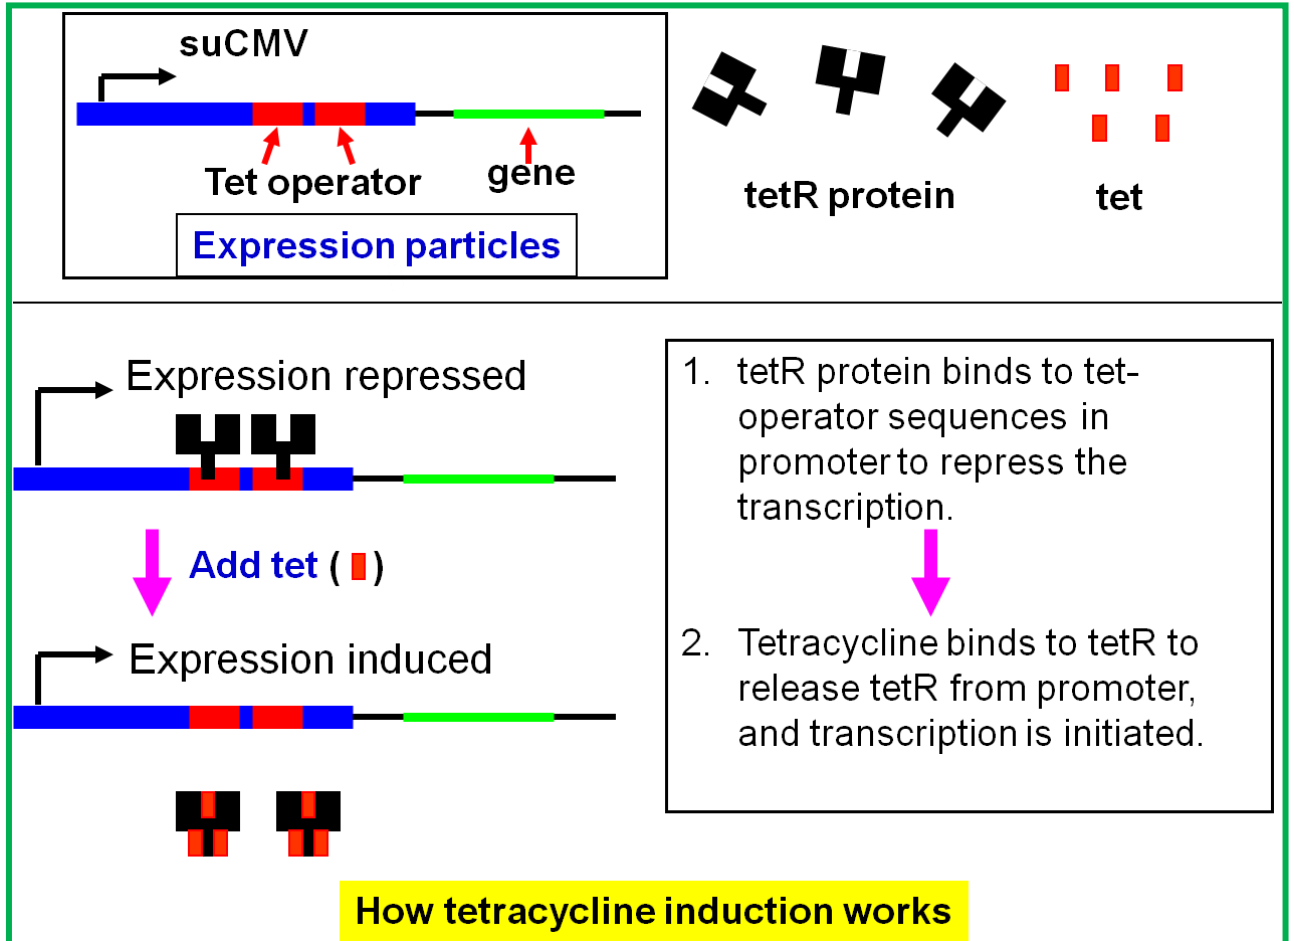 suCMV
Tet operator
gene
Expression particles
tetR protein
tet
Expression repressed
Add tet ( )
Expression induced
1. tetR protein binds to tet-
operator sequences in
promoter to repress the
transcription.
2. Tetracycline binds to tetR to
release tetR from promoter,
and transcription is initiated.
How tetracycline induction works